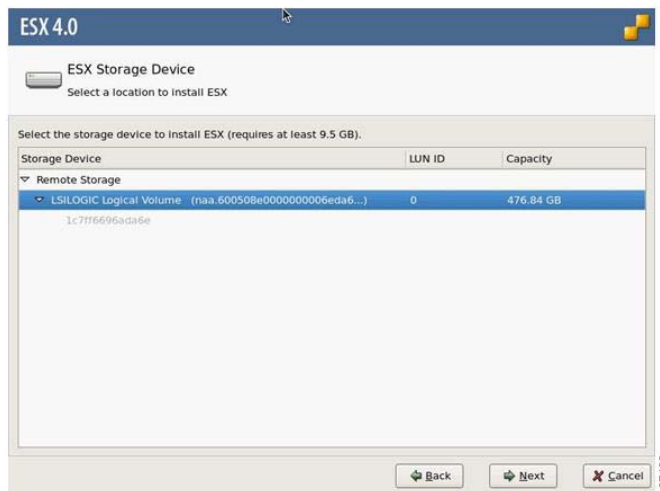 ESX 4.0
ESX Storage Device
Select a location to install ESX
Select the storage device to install ESX (requires at least 9.5 GB).
Storage Device LUN ID Capacity
Remote Storage
LSILOGIC Logical Volume (naa.600508e0000000006eda6...) 0 476.84 GB
1c7ff6696ada6e
Back Next Cancel